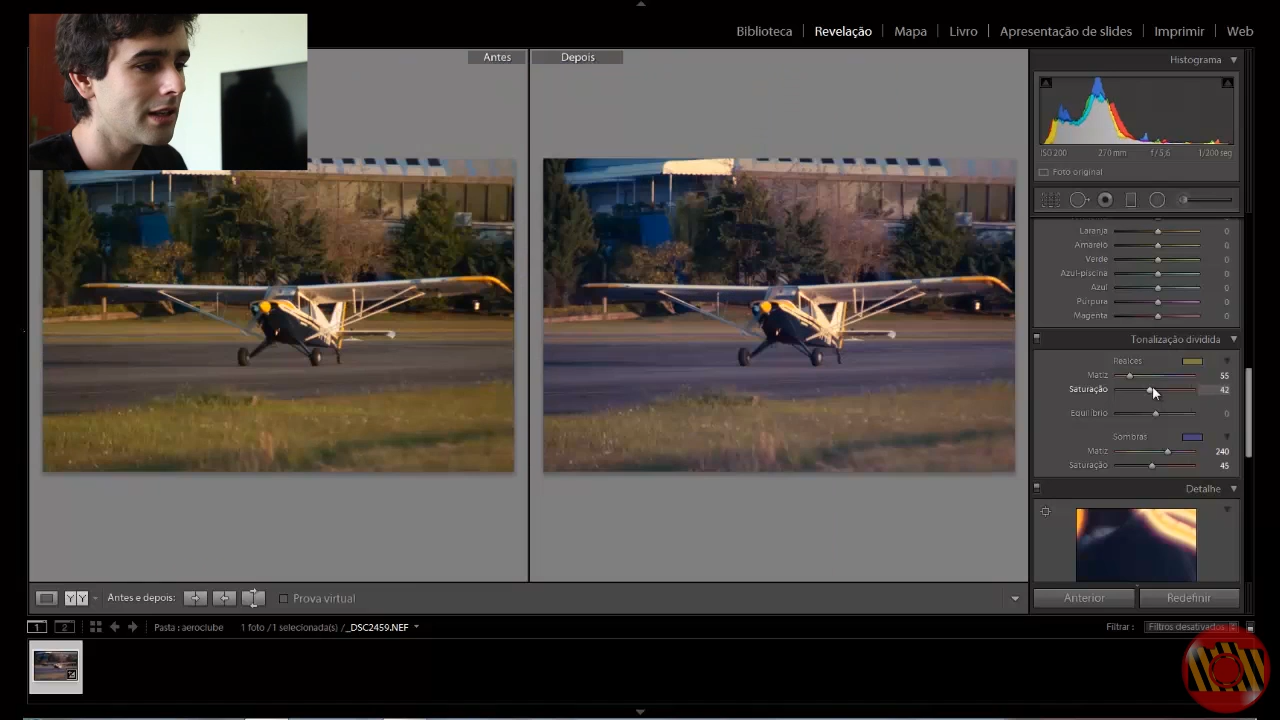 Biblioteca Revelação Mapa Livro Apresentação de slides Imprimir Web
Antes
Depois
Histograma
ISO 200 270 mm f / 5,6 1/200 seg
Foto original
Laranja 0
Amarelo 0
Verde 0
Azul-piscina 0
Azul 0
Púrpura 0
Magenta 0
Tonalização dividida
Realces
Matiz 55
Saturação 42
Equilíbrio 0
Sombras
Matiz 240
Saturação 45
Detalhe
YY Antes e depois: Prova virtual
Anterior Redefinir
1 2 Pasta : aeroclube 1 foto /1 selecionada(s) /_DSC2459.NEF Filtrar : Filtros desativados